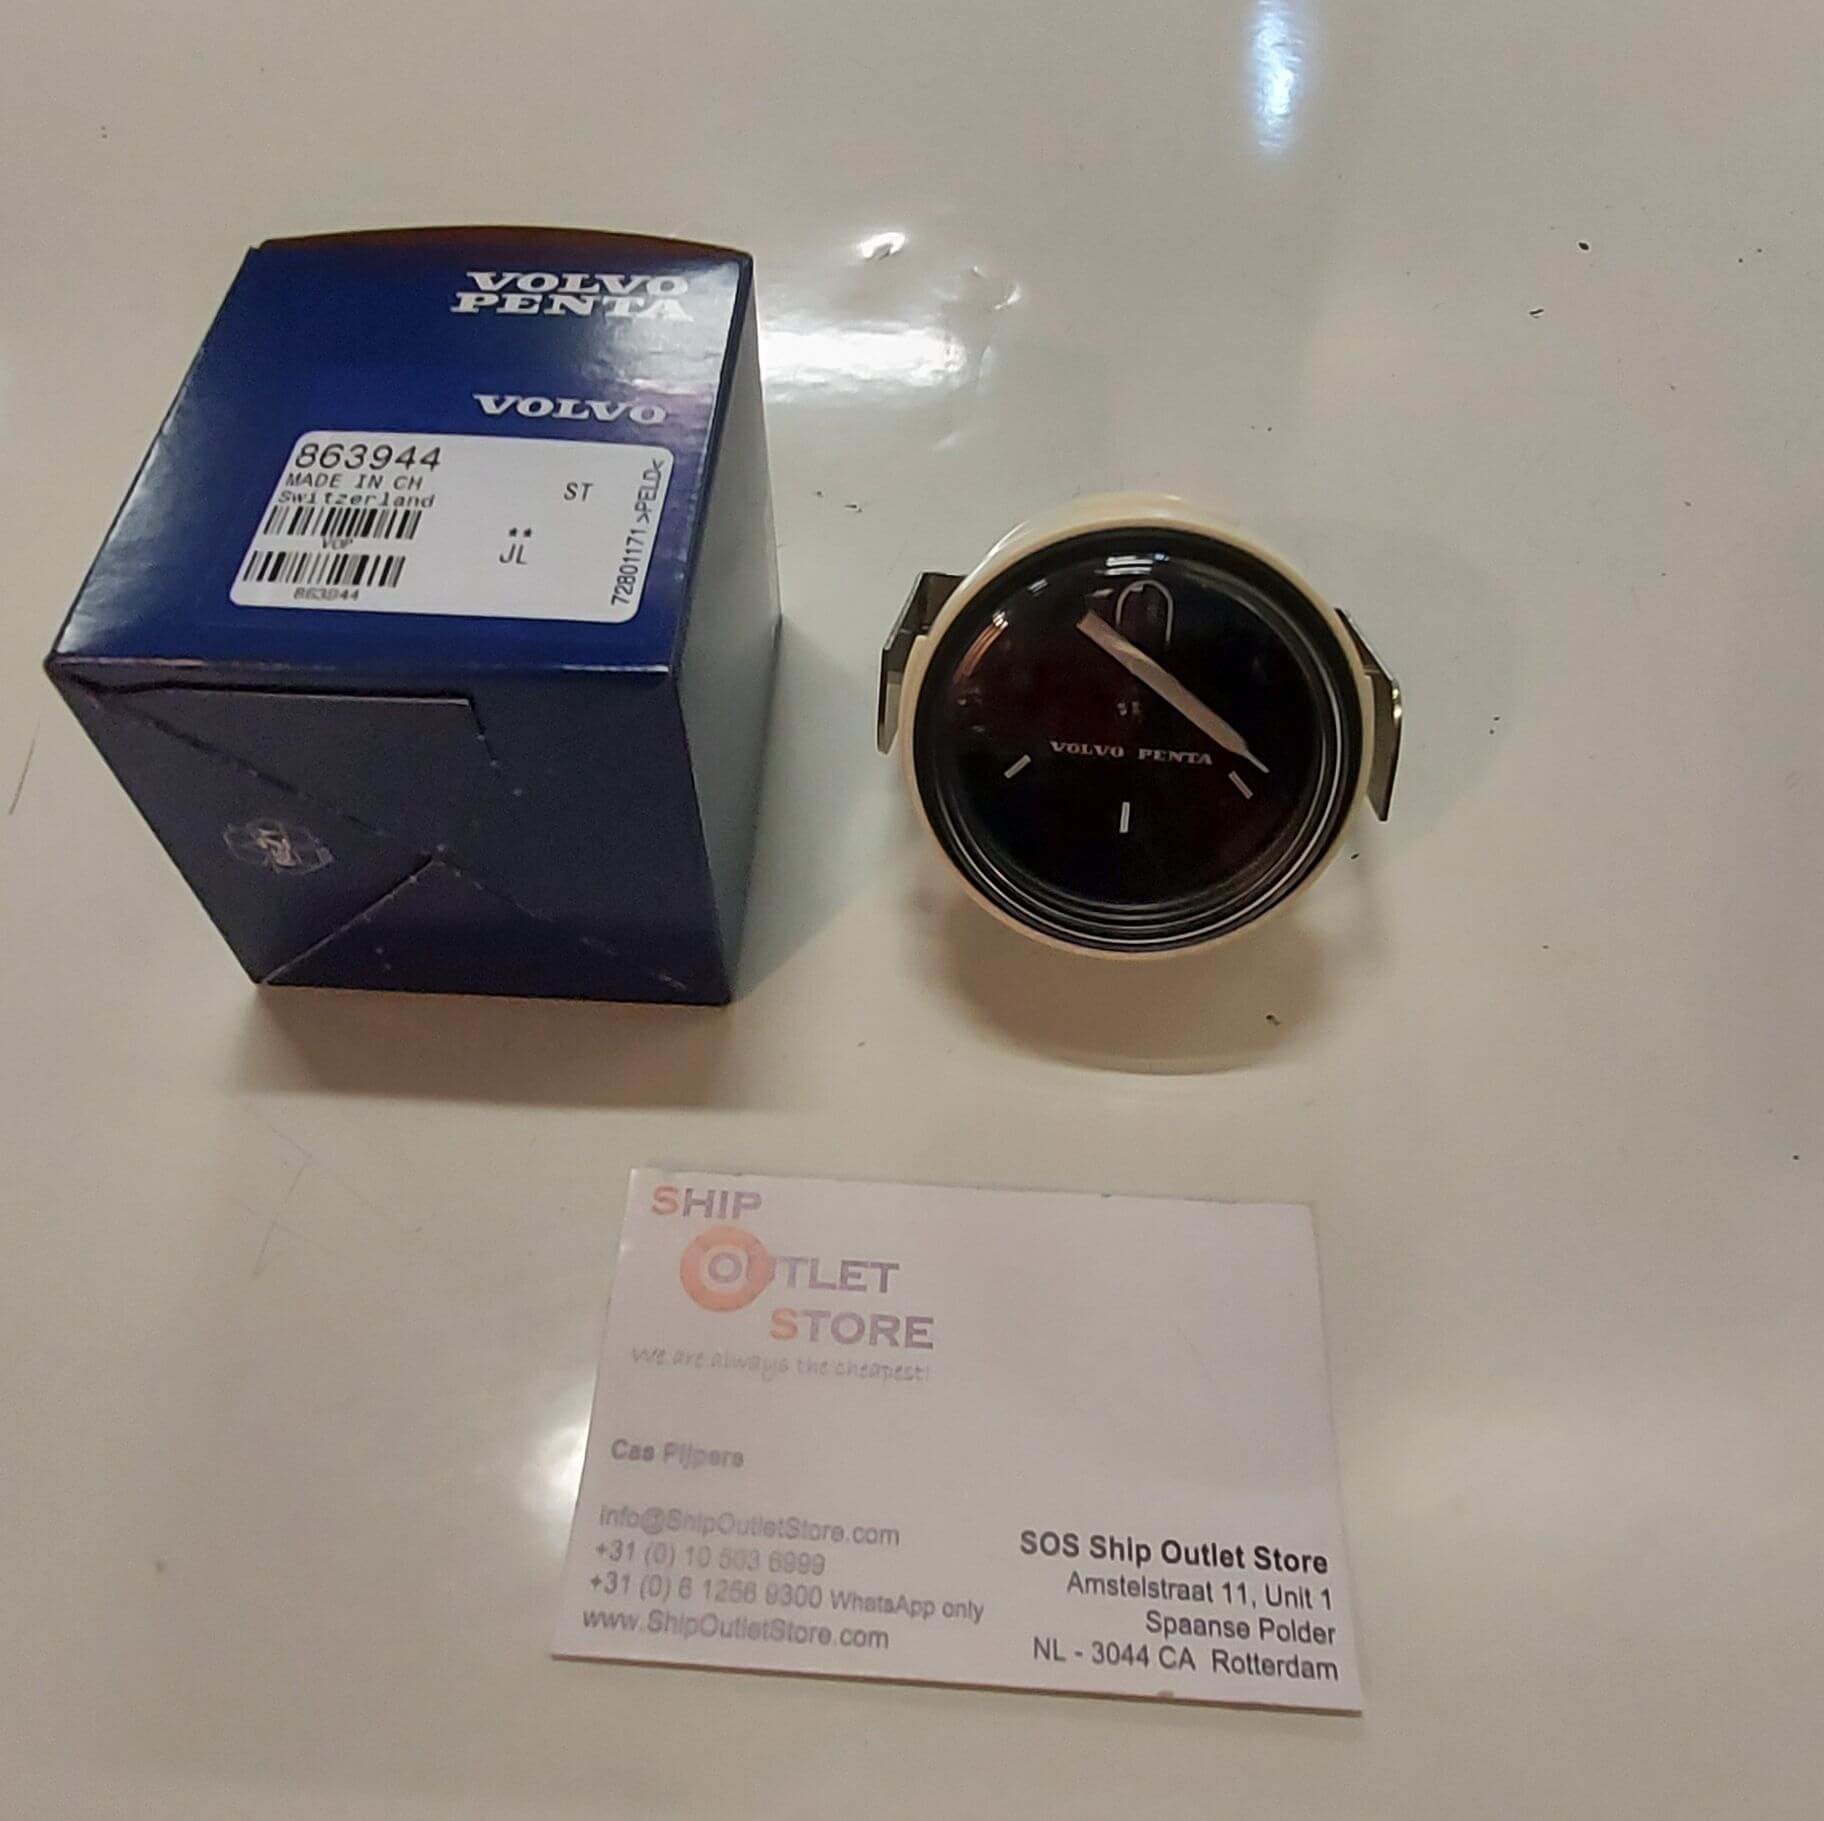 VOLVO
PENTA
VOLVO
863944
MADE IN CH
Switzerland
ST
VOP
**
JL
863944
72801171 >PELD<
VOLVO PENTA
SHIP
OUTLET
STORE
We are always the cheapest!
Cas Pijpers
info@ShipOutletStore.com
+31 (0) 10 503 6999
+31 (0) 6 1256 9300 WhatsApp only
www.ShipOutletStore.com
SOS Ship Outlet Store
Amstelstraat 11, Unit 1
Spaanse Polder
NL - 3044 CA Rotterdam